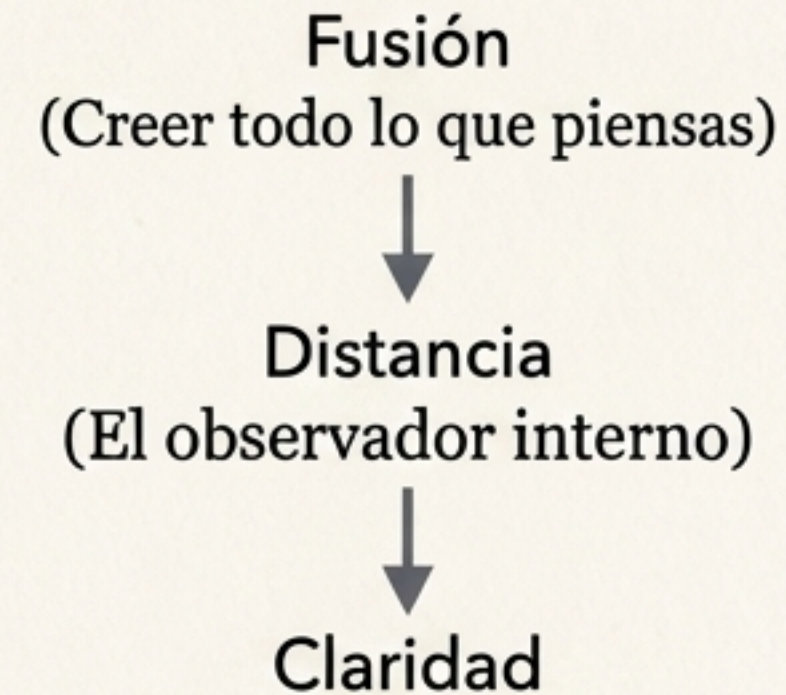 Fusión
(Creer todo lo que piensas)
Distancia
(El observador interno)
Claridad